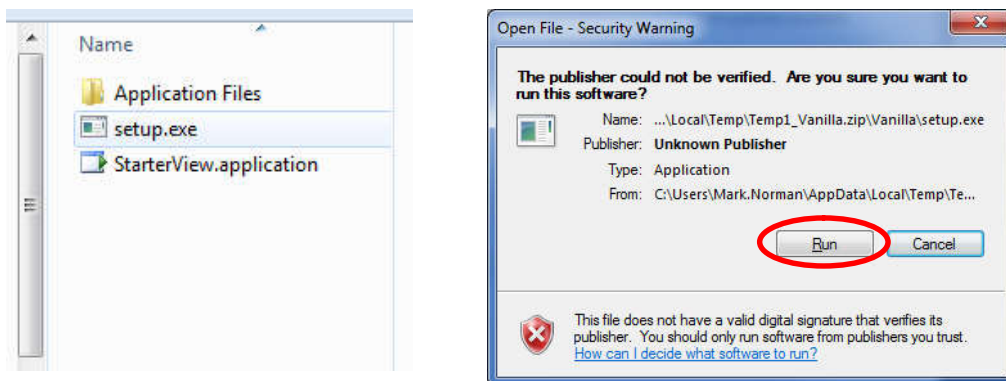 Name
Application Files
setup.exe
StarterView.application
Open File - Security Warning
The publisher could not be verified.  Are you sure you want to
run this software?
Name: ...\Local\Temp\Temp1_Vanilla.zip\Vanilla\setup.exe
Publisher: Unknown Publisher
Type: Application
From: C:\Users\Mark.Norman\AppData\Local\Temp\Te...
Run
Cancel
This file does not have a valid digital signature that verifies its
publisher.  You should only run software from publishers you trust.
How can I decide what software to run?